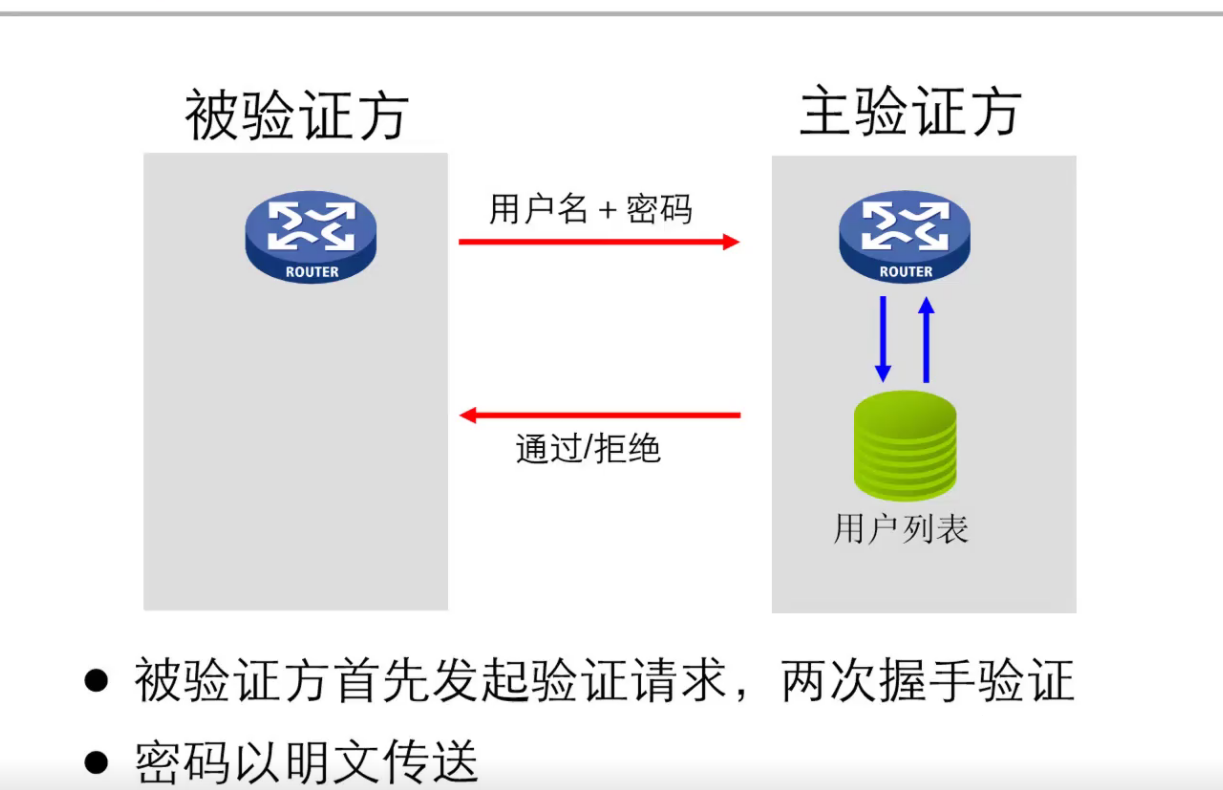 被验证方
主验证方
用户名+密码
ROUTER
ROUTER
通过/拒绝
用户列表
● 被验证方首先发起验证请求，两次握手验证
● 密码以明文传送